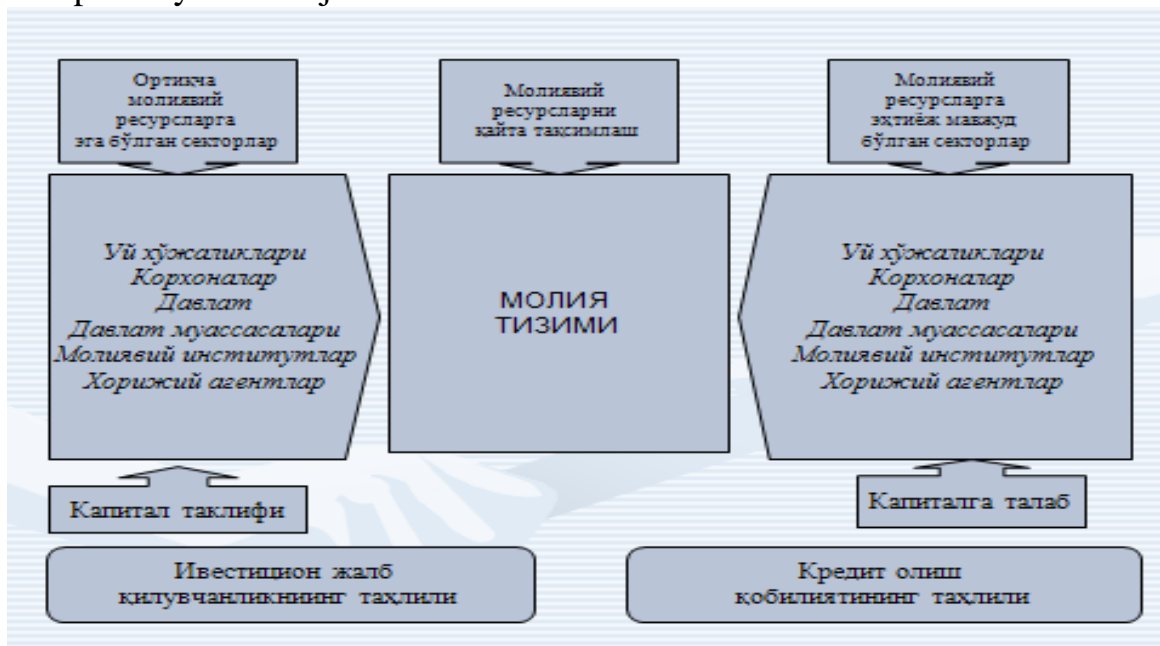 Ортиқча
молиявий
ресурсларга
эга бўлган секторлар
Молиявий
ресурсларни
қайта тақсимлаш
Молиявий
ресурсларга
эҳтиёж мавжуд
бўлган секторлар
Уй хўжаликлари
Корхоналар
Давлат
Давлат муассасалари
Молиявий институтлар
Хорижий агентлар
МОЛИЯ
ТИЗИМИ
Уй хўжаликлари
Корхоналар
Давлат
Давлат муассасалари
Молиявий институтлар
Хорижий агентлар
Капитал таклифи
Капиталга талаб
Ивестицион жалб
қилувчанликниинг таҳлили
Кредит олиш
қобилиятининг таҳлили